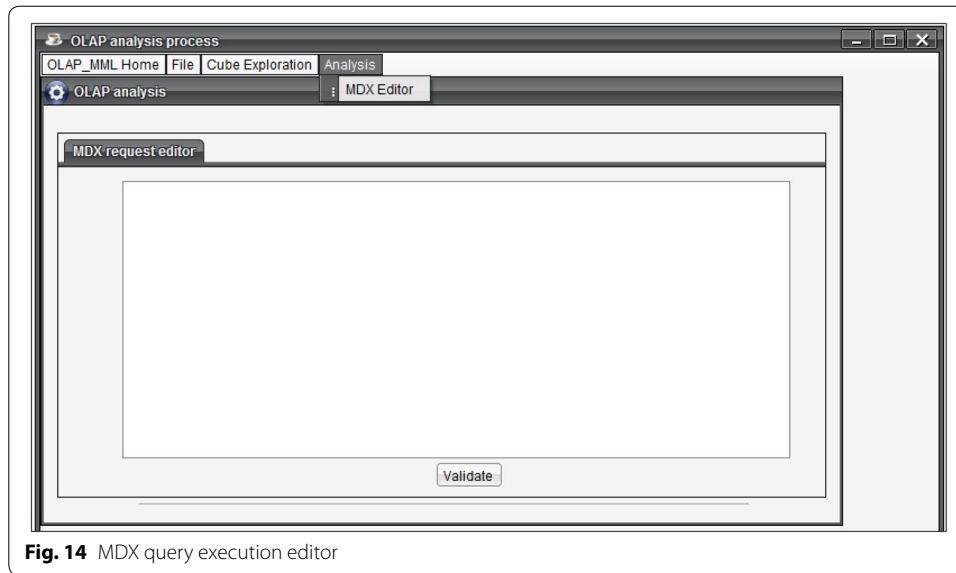 OLAP analysis process
OLAP_MML Home File Cube Exploration Analysis
OLAP analysis
MDX Editor
MDX request editor
Validate
Fig. 14 MDX query execution editor